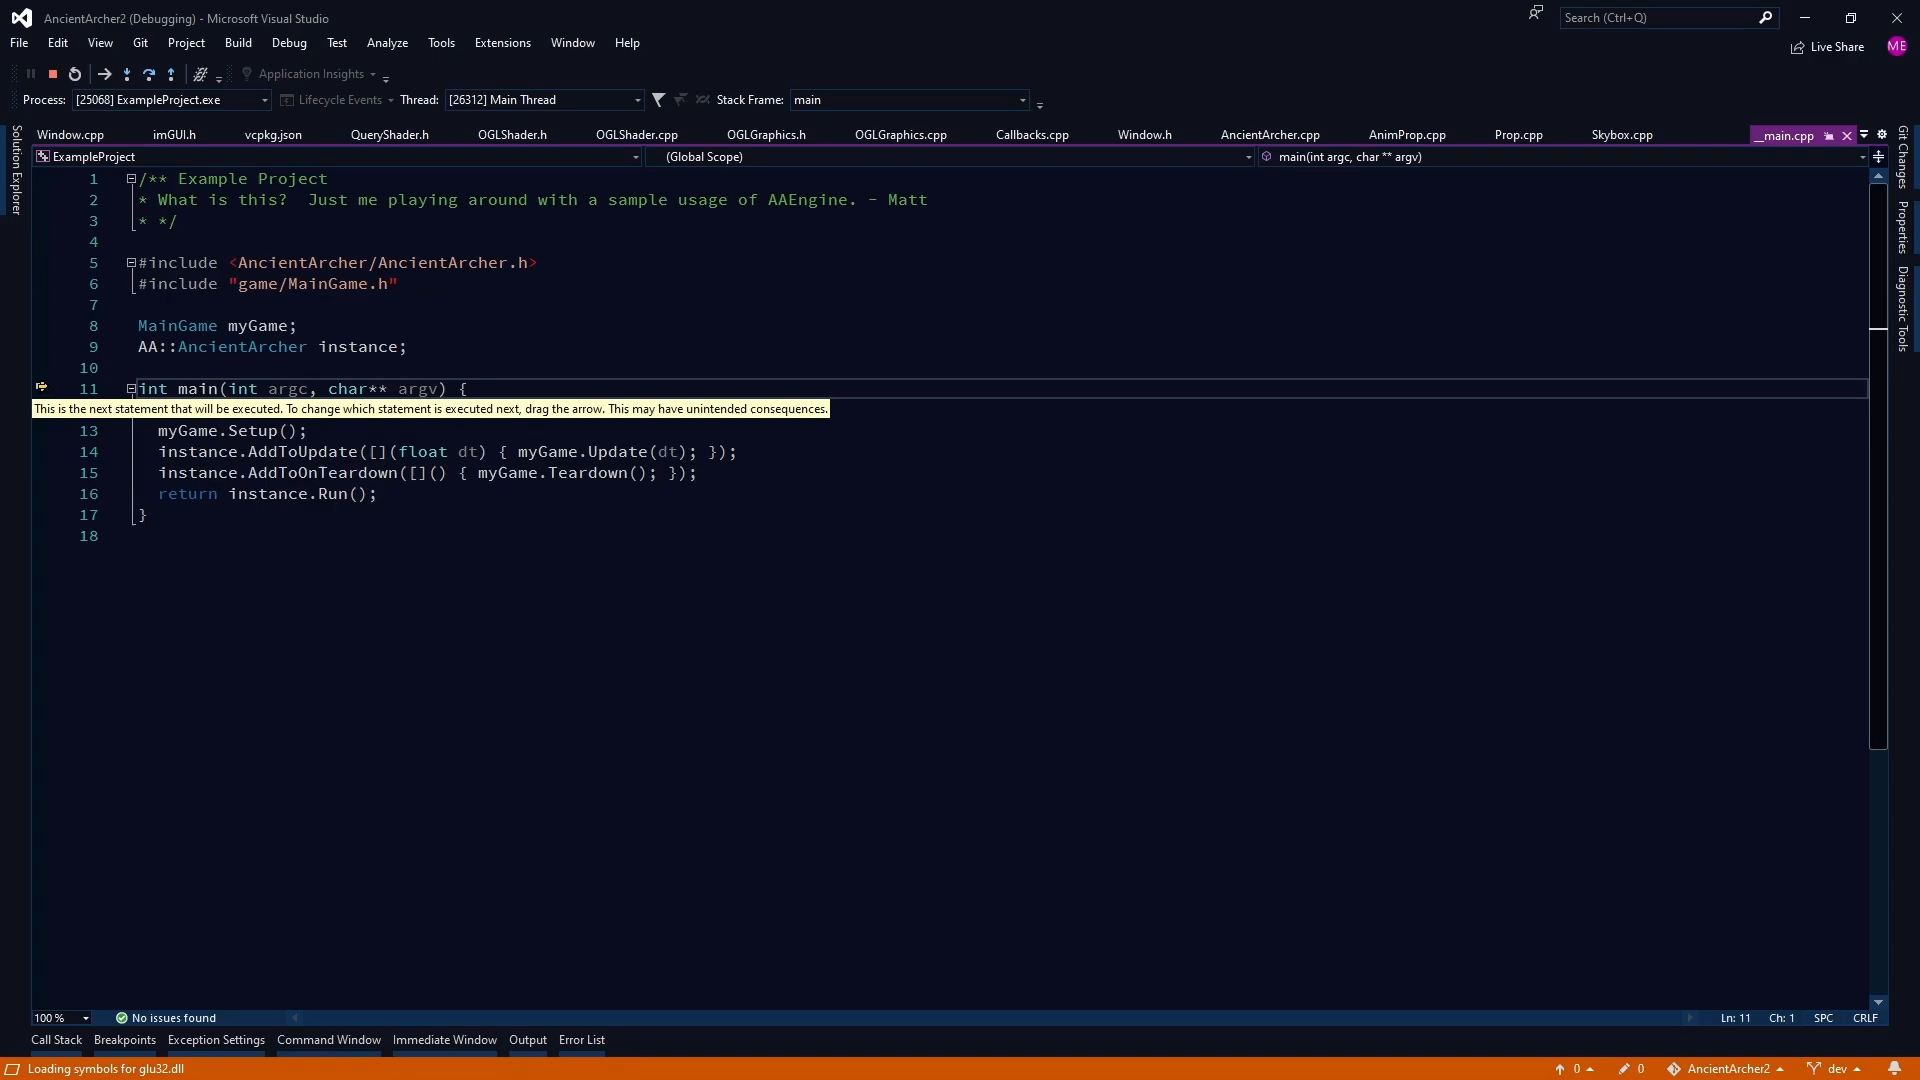 AncientArcher2 (Debugging) - Microsoft Visual Studio
Search (Ctrl+Q)
File Edit View Git Project Build Debug Test Analyze Tools Extensions Window Help
Live Share ME
Application Insights
Process: [25068] ExampleProject.exe Lifecycle Events Thread: [26312] Main Thread Stack Frame: main
Window.cpp imGUI.h vcpkg.json QueryShader.h OGLShader.h OGLShader.cpp OGLGraphics.h OGLGraphics.cpp Callbacks.cpp Window.h AncientArcher.cpp AnimProp.cpp Prop.cpp Skybox.cpp __main.cpp
ExampleProject (Global Scope) main(int argc, char ** argv)
Solution Explorer
Git Changes
Properties
Diagnostic Tools
1 /** Example Project
2 * What is this?  Just me playing around with a sample usage of AAEngine. - Matt
3 * */
4
5 #include <AncientArcher/AncientArcher.h>
6 #include "game/MainGame.h"
7
8 MainGame myGame;
9 AA::AncientArcher instance;
10
11 int main(int argc, char** argv) {
This is the next statement that will be executed. To change which statement is executed next, drag the arrow. This may have unintended consequences.
13 myGame.Setup();
14 instance.AddToUpdate([](float dt) { myGame.Update(dt); });
15 instance.AddToOnTeardown([]() { myGame.Teardown(); });
16 return instance.Run();
17 }
18
100 % No issues found Ln: 11 Ch: 1 SPC CRLF
Call Stack Breakpoints Exception Settings Command Window Immediate Window Output Error List
Loading symbols for glu32.dll 0 0 AncientArcher2 dev